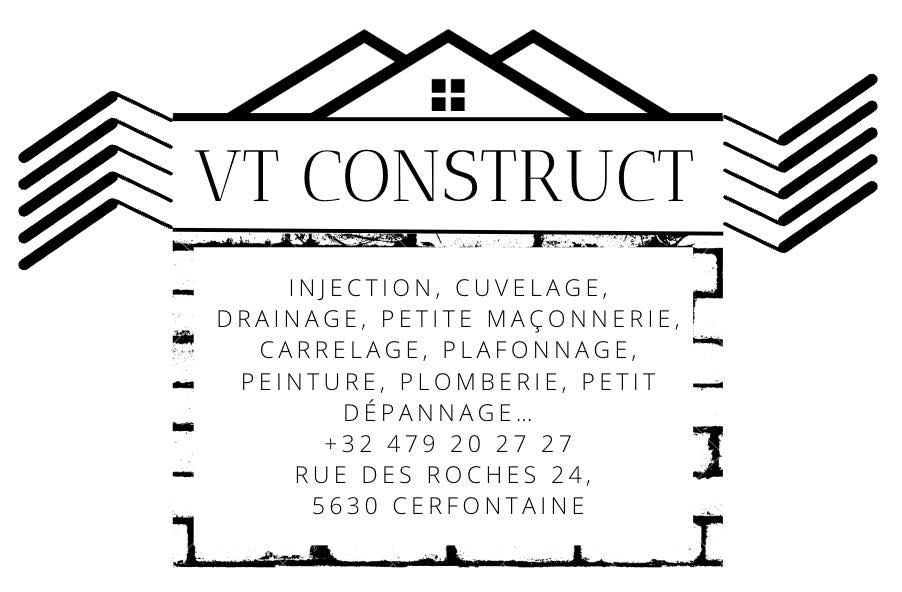 VT CONSTRUCT
INJECTION, CUVELAGE,
DRAINAGE, PETITE MAÇONNERIE,
CARRELAGE, PLAFONNAGE,
PEINTURE, PLOMBERIE, PETIT
DÉPANNAGE…
+32 479 20 27 27
RUE DES ROCHES 24,
5630 CERFONTAINE